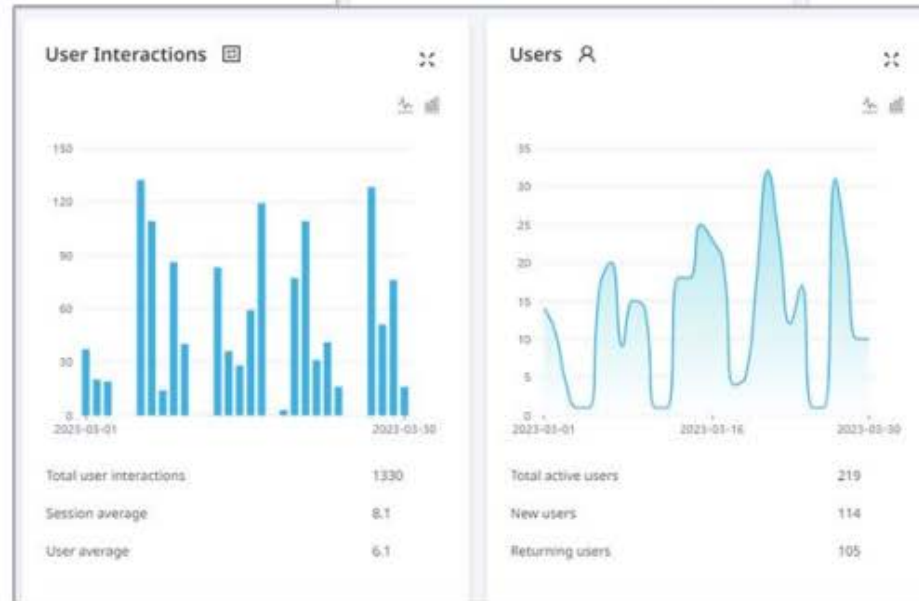 User Interactions
150
120
90
60
30
0
2023-03-01 2023-03-30
Total user interactions 1330
Session average 8.1
User average 6.1
Users
35
30
25
20
15
10
5
0
2023-03-01 2023-03-16 2023-03-30
Total active users 219
New users 114
Returning users 105